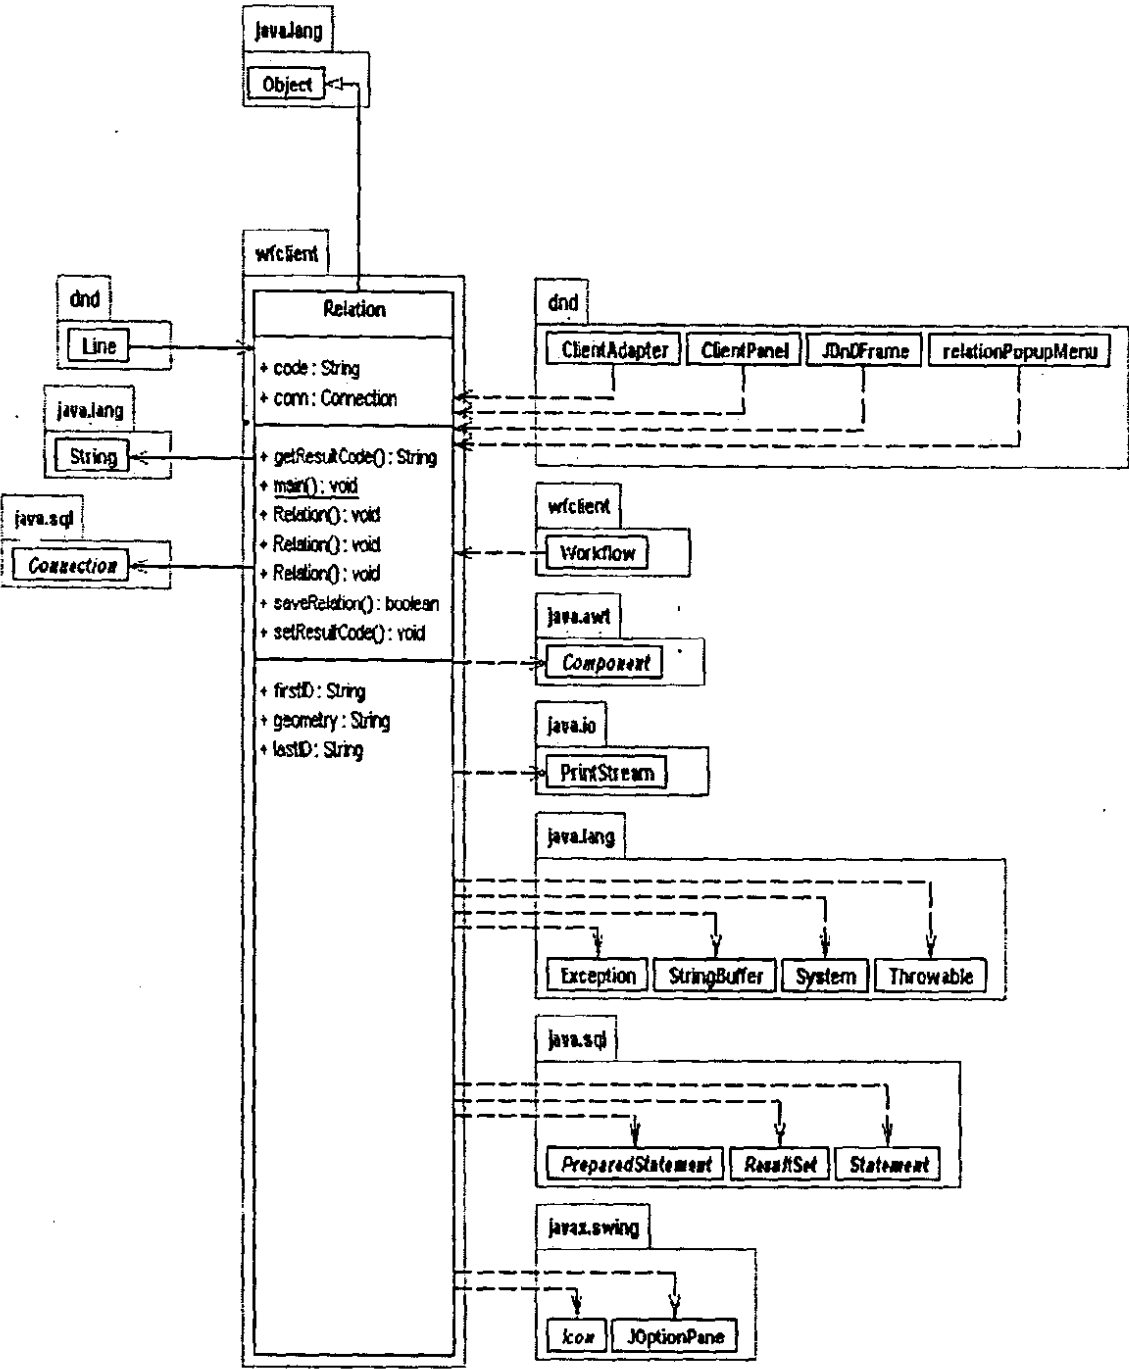 java.lang
Object
wfclient
Relation
+ code : String
+ conn : Connection
+ getResultCode() : String
+ main() : void
+ Relation() : void
+ Relation() : void
+ Relation() : void
+ saveRelation() : boolean
+ setResultCode() : void
+ firstID : String
+ geometry : String
+ lastID : String
dnd
Line
java.lang
String
java.sql
Connection
dnd
ClientAdapter ClientPanel JDnDFrame relationPopupMenu
wfclient
Workflow
java.awt
Component
java.io
PrintStream
java.lang
Exception StringBuffer System Throwable
java.sql
PreparedStatement ResultSet Statement
javax.swing
Icon JOptionPane